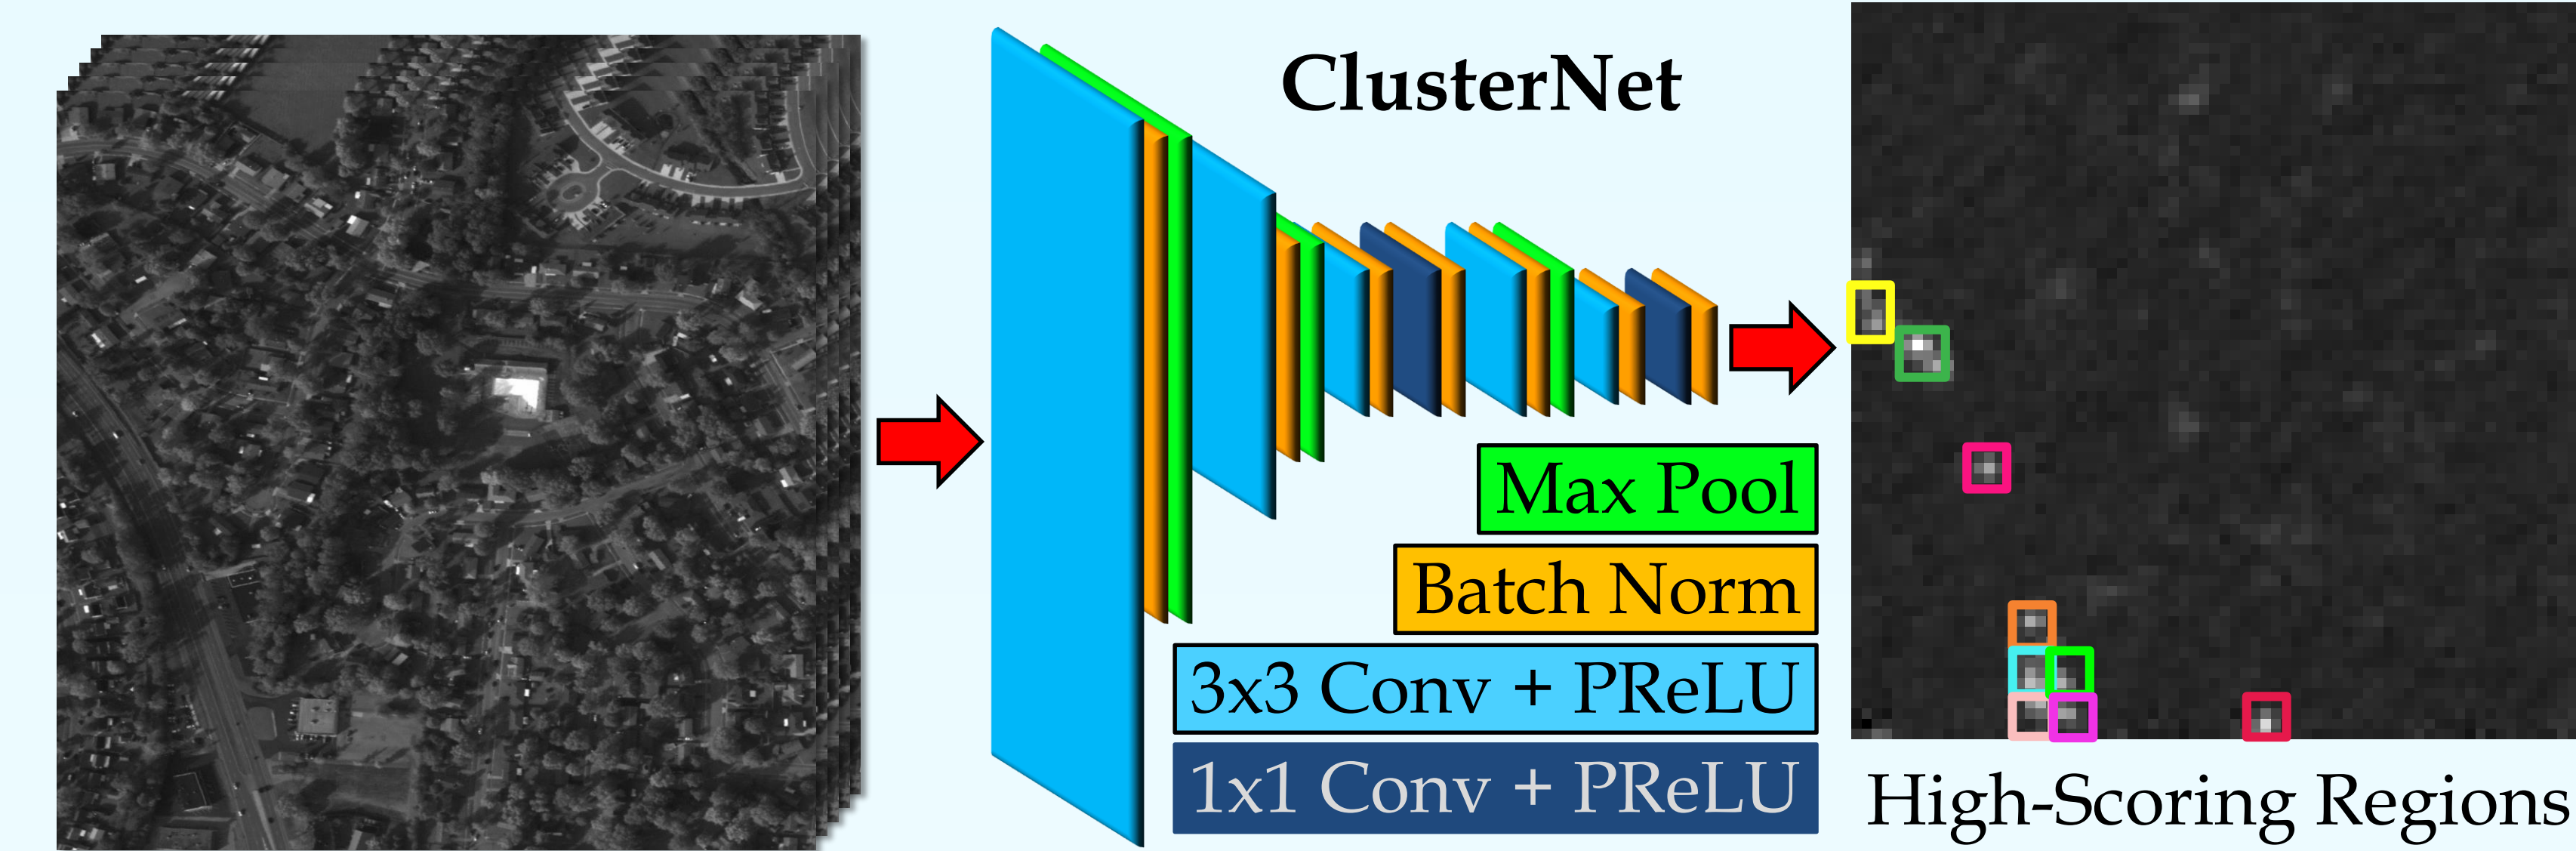 ClusterNet
Max Pool
Batch Norm
3x3 Conv + PReLU
1x1 Conv + PReLU
High-Scoring Regions